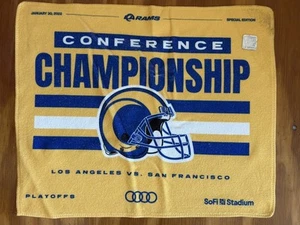 JANUARY 30, 2022
RAMS
SPECIAL EDITION
CONFERENCE
CHAMPIONSHIP
LOS ANGELES VS. SAN FRANCISCO
PLAYOFFS
SoFi Stadium